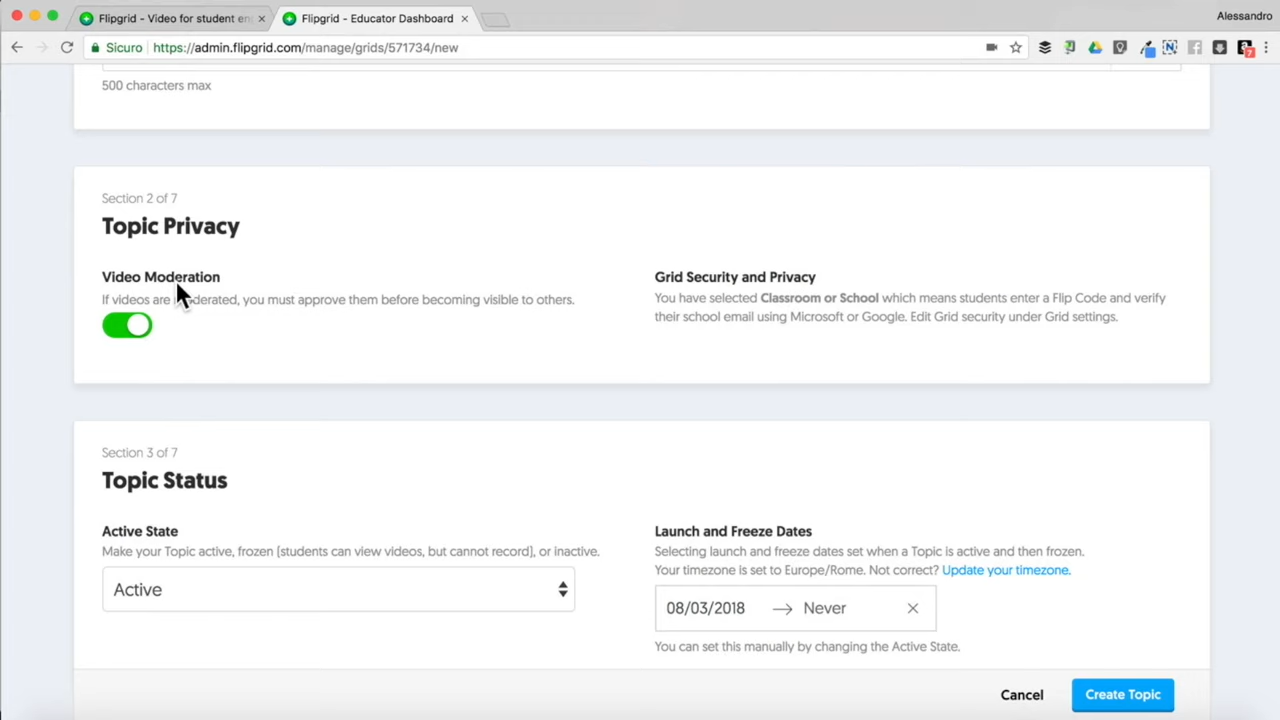 Flipgrid - Video for student en
Flipgrid - Educator Dashboard
Alessandro
Sicuro
https://admin.flipgrid.com/manage/grids/571734/new
7
500 characters max
Section 2 of 7
Topic Privacy
Video Moderation
If videos are moderated, you must approve them before becoming visible to others.
Grid Security and Privacy
You have selected Classroom or School which means students enter a Flip Code and verify
their school email using Microsoft or Google. Edit Grid security under Grid settings.
Section 3 of 7
Topic Status
Active State
Make your Topic active, frozen [students can view videos, but cannot record], or inactive.
Active
Launch and Freeze Dates
Selecting launch and freeze dates set when a Topic is active and then frozen.
Your timezone is set to Europe/Rome. Not correct? Update your timezone.
08/03/2018 → Never
You can set this manually by changing the Active State.
Cancel
Create Topic